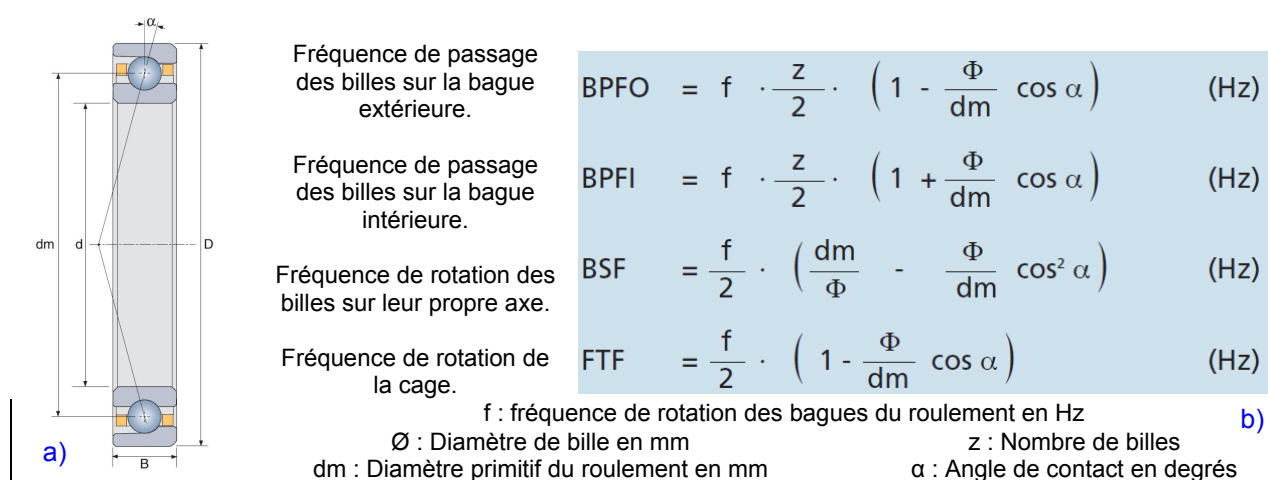 α
dm
d
D
B
a)
Fréquence de passage
des billes sur la bague
extérieure.
BPFO = f · z/2 · ( 1 - Φ/dm cos α ) (Hz)
Fréquence de passage
des billes sur la bague
intérieure.
BPFI = f · z/2 · ( 1 + Φ/dm cos α ) (Hz)
Fréquence de rotation des
billes sur leur propre axe.
BSF = f/2 · ( dm/Φ - Φ/dm cos² α ) (Hz)
Fréquence de rotation de
la cage.
FTF = f/2 · ( 1 - Φ/dm cos α ) (Hz)
f : fréquence de rotation des bagues du roulement en Hz
b)
Ø : Diamètre de bille en mm z : Nombre de billes
dm : Diamètre primitif du roulement en mm α : Angle de contact en degrés